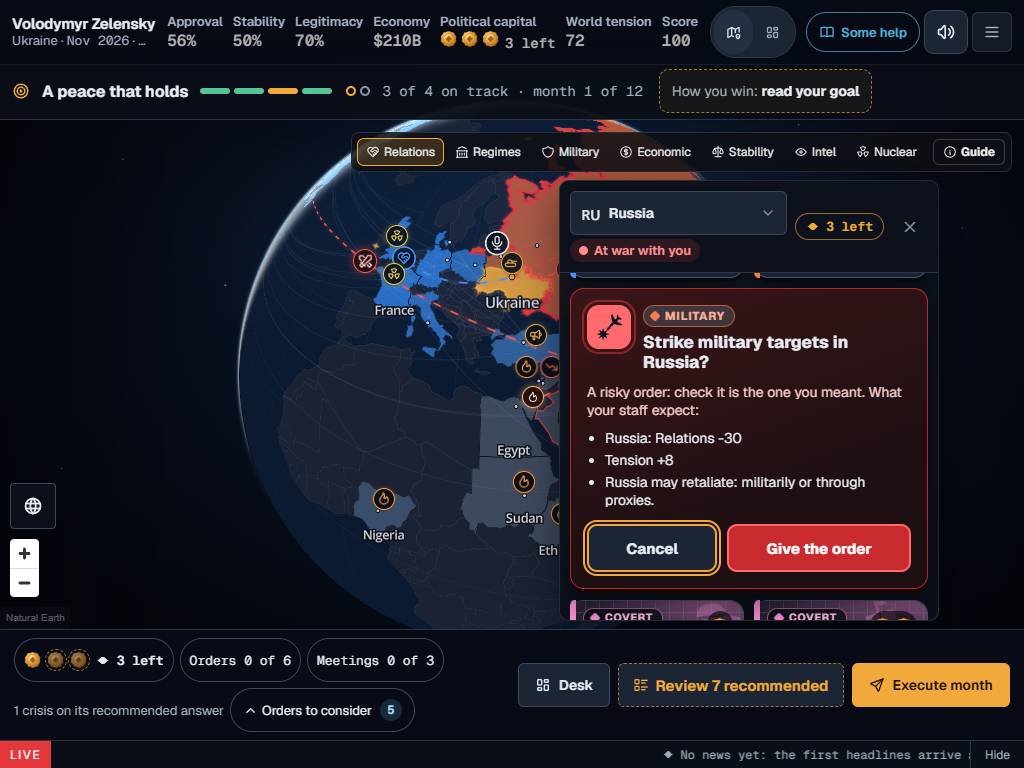 Volodymyr Zelensky
Ukraine · Nov 2026 · …
Approval
56%
Stability
50%
Legitimacy
70%
Economy
$210B
Political capital
3 left
World tension
72
Score
100
Some help
A peace that holds
3 of 4 on track · month 1 of 12
How you win: read your goal
Relations
Regimes
Military
Economic
Stability
Intel
Nuclear
Guide
RU Russia
3 left
At war with you
MILITARY
Strike military targets in
Russia?
A risky order: check it is the one you meant. What
your staff expect:
• Russia: Relations -30
• Tension +8
• Russia may retaliate: militarily or through
proxies.
Cancel
Give the order
COVERT
COVERT
France
Ukraine
Egypt
Sudan
Nigeria
Eth
+
−
Natural Earth
3 left
Orders 0 of 6
Meetings 0 of 3
1 crisis on its recommended answer
Orders to consider 5
Desk
Review 7 recommended
Execute month
LIVE
No news yet: the first headlines arrive
Hide